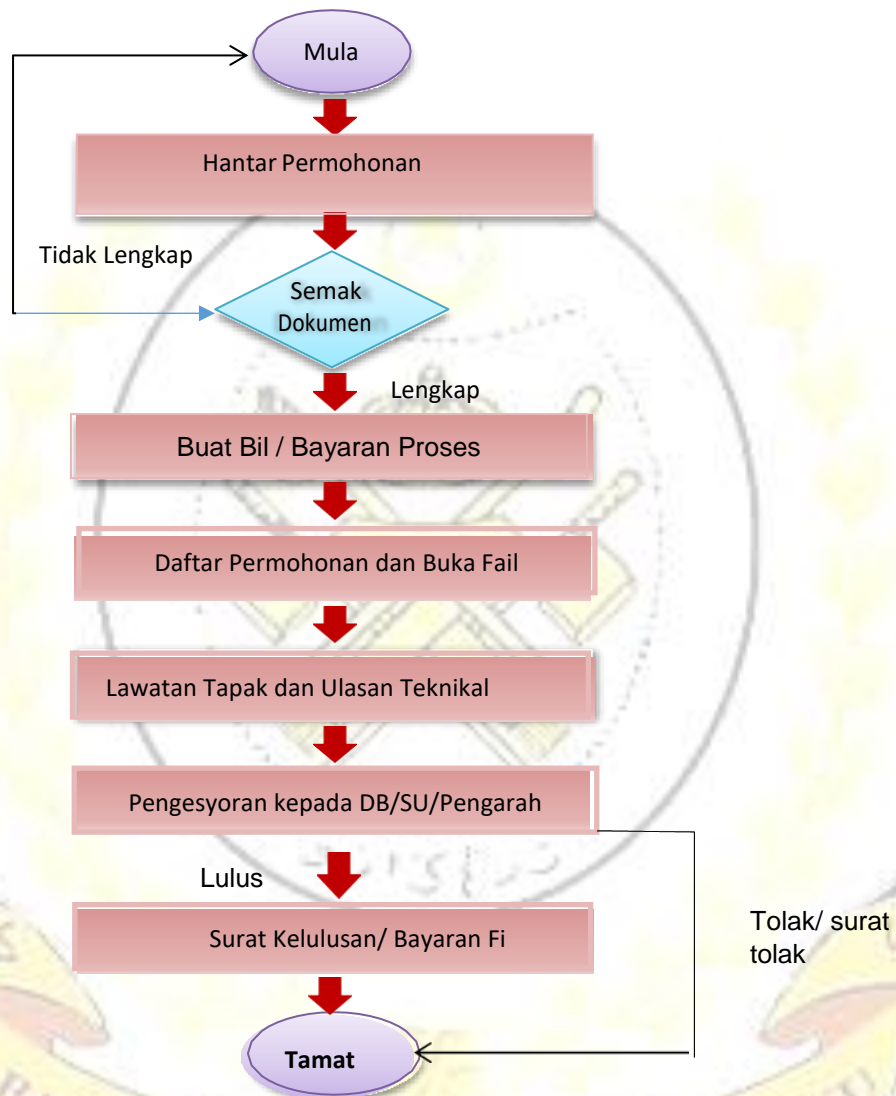 Mula
Hantar Permohonan
Tidak Lengkap
Semak
Dokumen
Lengkap
Buat Bil / Bayaran Proses
Daftar Permohonan dan Buka Fail
Lawatan Tapak dan Ulasan Teknikal
Pengesyoran kepada DB/SU/Pengarah
Lulus
Surat Kelulusan/ Bayaran Fi
Tolak/ surat
tolak
Tamat